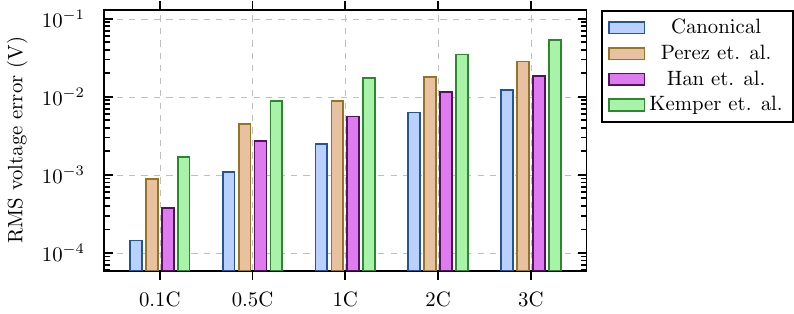 RMS voltage error (V)
10⁻¹
10⁻²
10⁻³
10⁻⁴
0.1C 0.5C 1C 2C 3C
Canonical
Perez et. al.
Han et. al.
Kemper et. al.